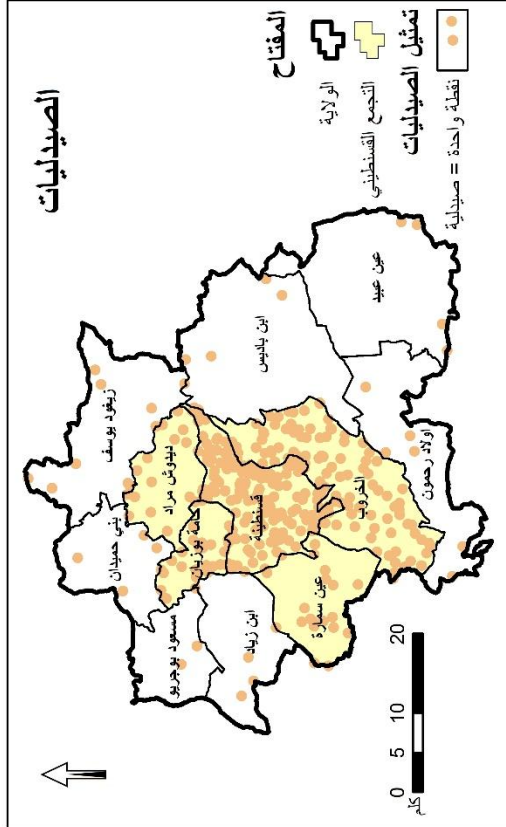 الصيدليات
زيغود يوسف
بني حميدان
ديدوش مراد
حامة بوزيان
مسعود بوجريو
ابن زياد
قسنطينة
ابن باديس
عين سمارة
الخروب
عين عبيد
اولاد رحمون
المفتاح
الولاية
التجمع القسنطيني
تمثيل الصيدليات
نقطة واحدة = صيدلية
0 5 10 20
كلم